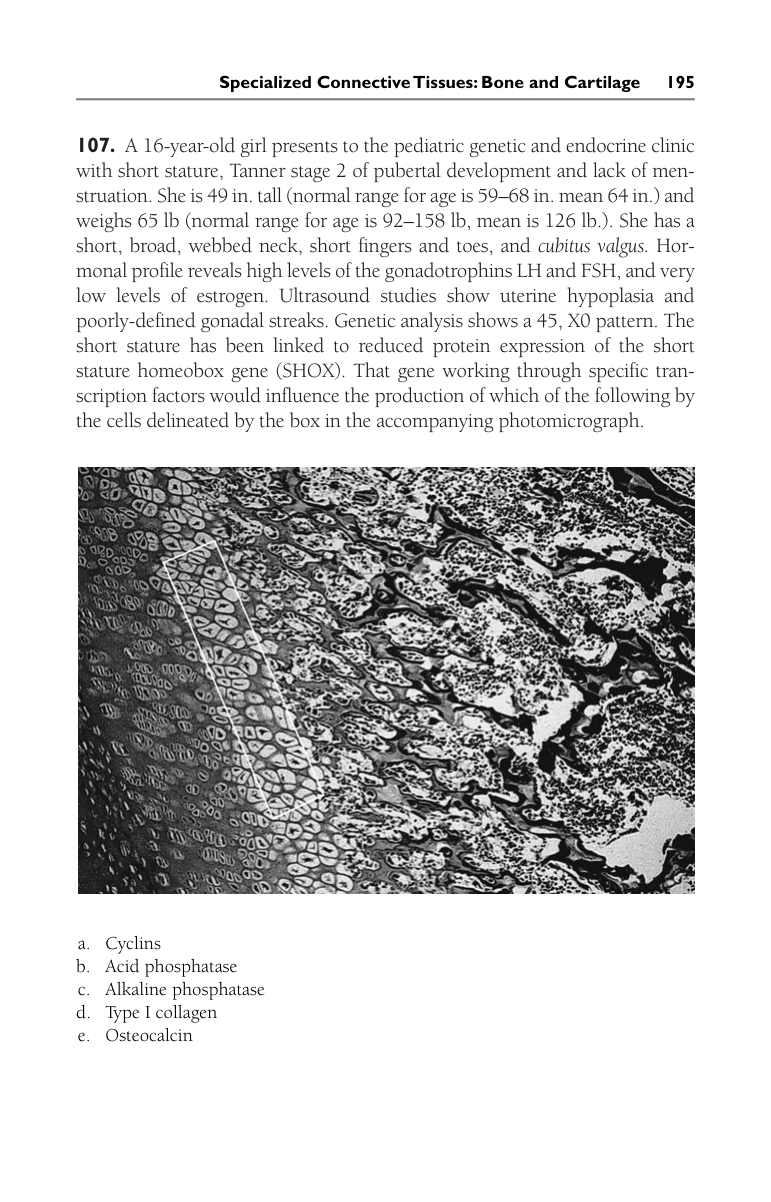 Specialized Connective Tissues: Bone and Cartilage 195
107. A 16-year-old girl presents to the pediatric genetic and endocrine clinic
with short stature, Tanner stage 2 of pubertal development and lack of men-
struation. She is 49 in. tall (normal range for age is 59–68 in. mean 64 in.) and
weighs 65 lb (normal range for age is 92–158 lb, mean is 126 lb.). She has a
short, broad, webbed neck, short fingers and toes, and cubitus valgus. Hor-
monal profile reveals high levels of the gonadotrophins LH and FSH, and very
low levels of estrogen. Ultrasound studies show uterine hypoplasia and
poorly-defined gonadal streaks. Genetic analysis shows a 45, X0 pattern. The
short stature has been linked to reduced protein expression of the short
stature homeobox gene (SHOX). That gene working through specific tran-
scription factors would influence the production of which of the following by
the cells delineated by the box in the accompanying photomicrograph.
a. Cyclins
b. Acid phosphatase
c. Alkaline phosphatase
d. Type I collagen
e. Osteocalcin